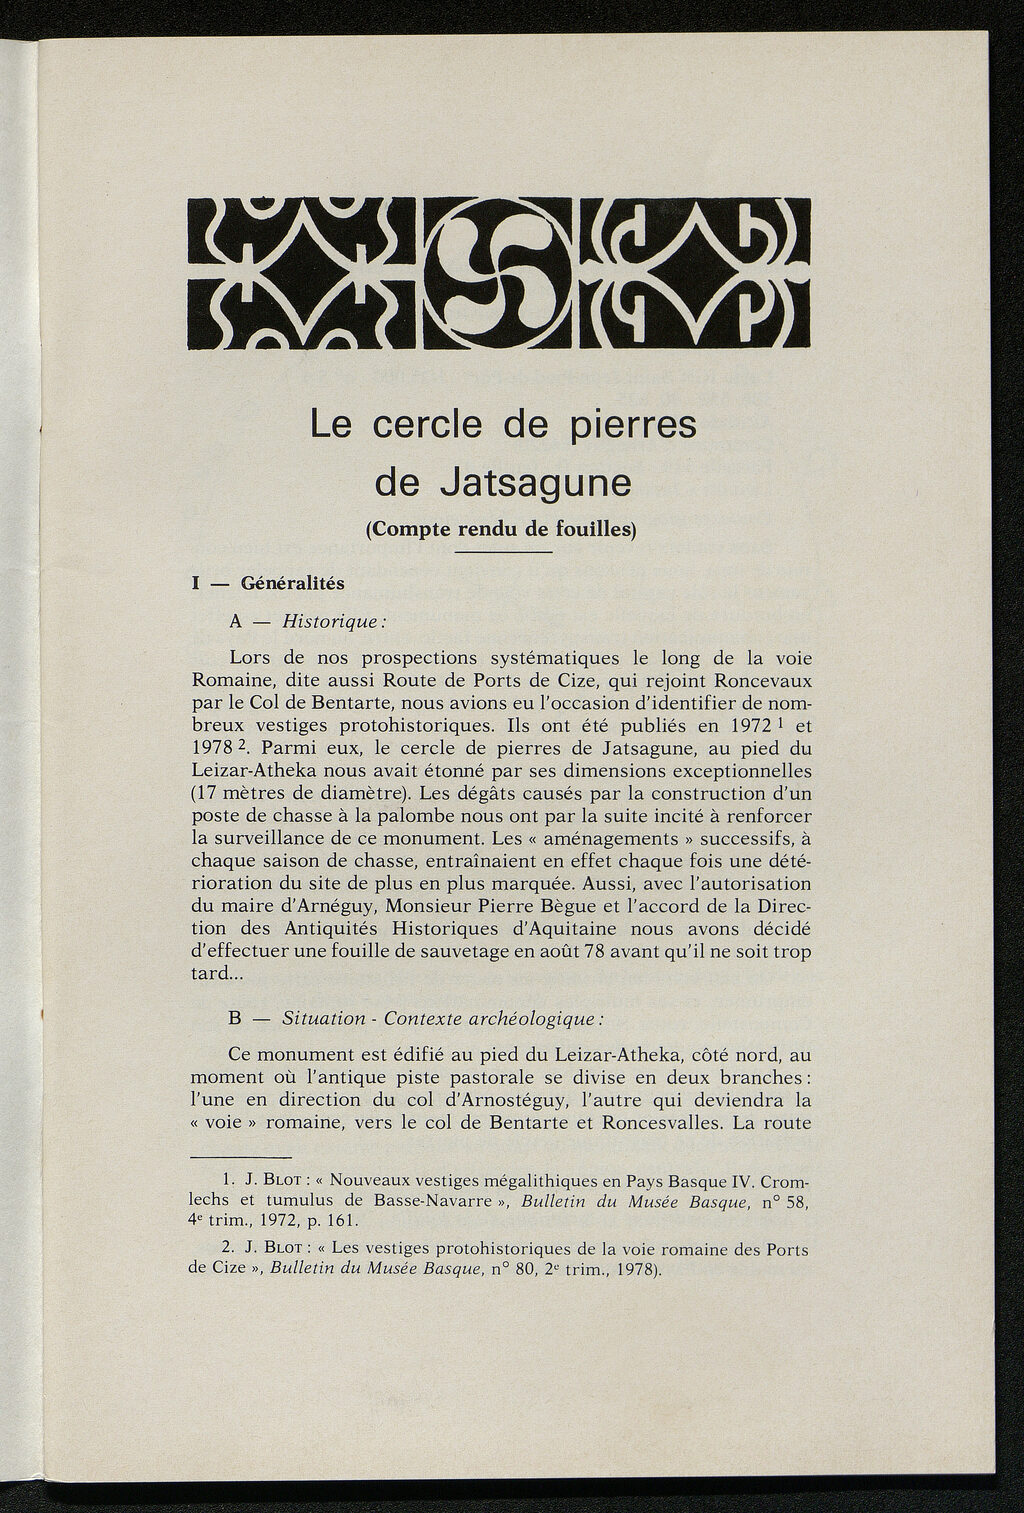 Le cercle de pierres
de Jatsagune
(Compte rendu de fouilles)
I — Généralités
A — Historique :
Lors de nos prospections systématiques le long de la voie
Romaine, dite aussi Route de Ports de Cize, qui rejoint Roncevaux
par le Col de Bentarte, nous avions eu l'occasion d'identifier de nom-
breux vestiges protohistoriques. Ils ont été publiés en 1972 1 et
1978 2. Parmi eux, le cercle de pierres de Jatsagune, au pied du
Leizar-Atheka nous avait étonné par ses dimensions exceptionnelles
(17 mètres de diamètre). Les dégâts causés par la construction d'un
poste de chasse à la palombe nous ont par la suite incité à renforcer
la surveillance de ce monument. Les « aménagements » successifs, à
chaque saison de chasse, entraînaient en effet chaque fois une dété-
rioration du site de plus en plus marquée. Aussi, avec l'autorisation
du maire d'Arnéguy, Monsieur Pierre Bègue et l'accord de la Direc-
tion des Antiquités Historiques d'Aquitaine nous avons décidé
d'effectuer une fouille de sauvetage en août 78 avant qu'il ne soit trop
tard...
B — Situation - Contexte archéologique :
Ce monument est édifié au pied du Leizar-Atheka, côté nord, au
moment où l'antique piste pastorale se divise en deux branches :
l'une en direction du col d'Arnostéguy, l'autre qui deviendra la
« voie » romaine, vers le col de Bentarte et Roncesvalles. La route
1. J. BLOT : « Nouveaux vestiges mégalithiques en Pays Basque IV. Crom-
lechs et tumulus de Basse-Navarre », Bulletin du Musée Basque, n° 58,
4e trim., 1972, p. 161.
2. J. BLOT : « Les vestiges protohistoriques de la voie romaine des Ports
de Cize », Bulletin du Musée Basque, n° 80, 2e trim., 1978).